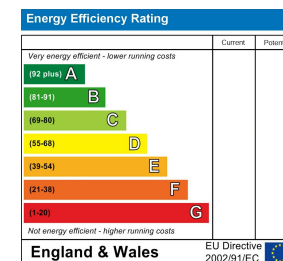 Energy Efficiency Rating
Current Poten
Very energy efficient - lower running costs
(92 plus) A
(81-91) B
(69-80) C
(55-68) D
(39-54) E
(21-38) F
(1-20) G
Not energy efficient - higher running costs
England & Wales
EU Directive
2002/91/EC